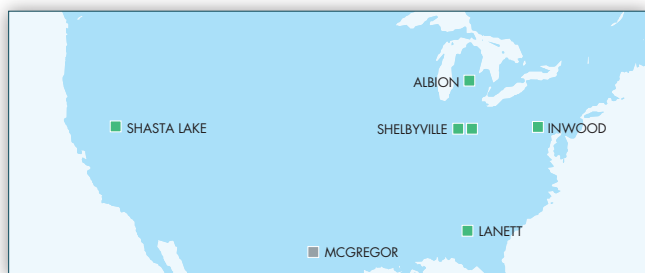 ALBION
SHASTA LAKE
SHELBYVILLE
INWOOD
LANETT
MCGREGOR